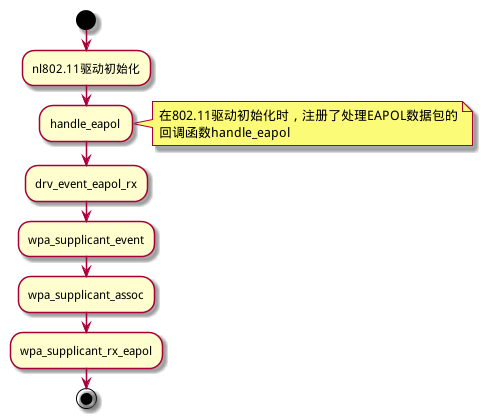 nl802.11驱动初始化
handle_eapol
在802.11驱动初始化时，注册了处理EAPOL数据包的
回调函数handle_eapol
drv_event_eapol_rx
wpa_supplicant_event
wpa_supplicant_assoc
wpa_supplicant_rx_eapol